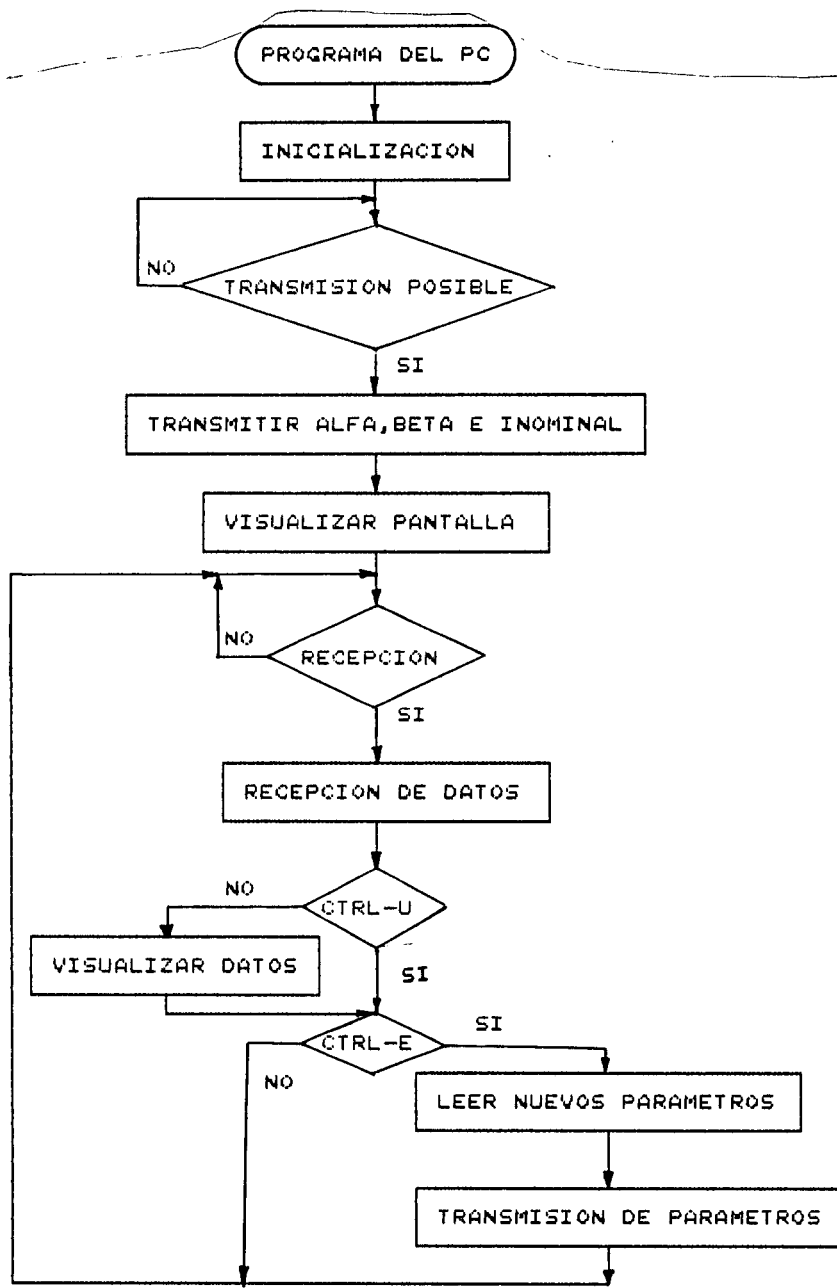 PROGRAMA DEL PC
INICIALIZACION
NO
TRANSMISION POSIBLE
SI
TRANSMITIR ALFA,BETA E INOMINAL
VISUALIZAR PANTALLA
NO
RECEPCION
SI
RECEPCION DE DATOS
NO
CTRL-U
VISUALIZAR DATOS
SI
CTRL-E
SI
NO
LEER NUEVOS PARAMETROS
TRANSMISION DE PARAMETROS